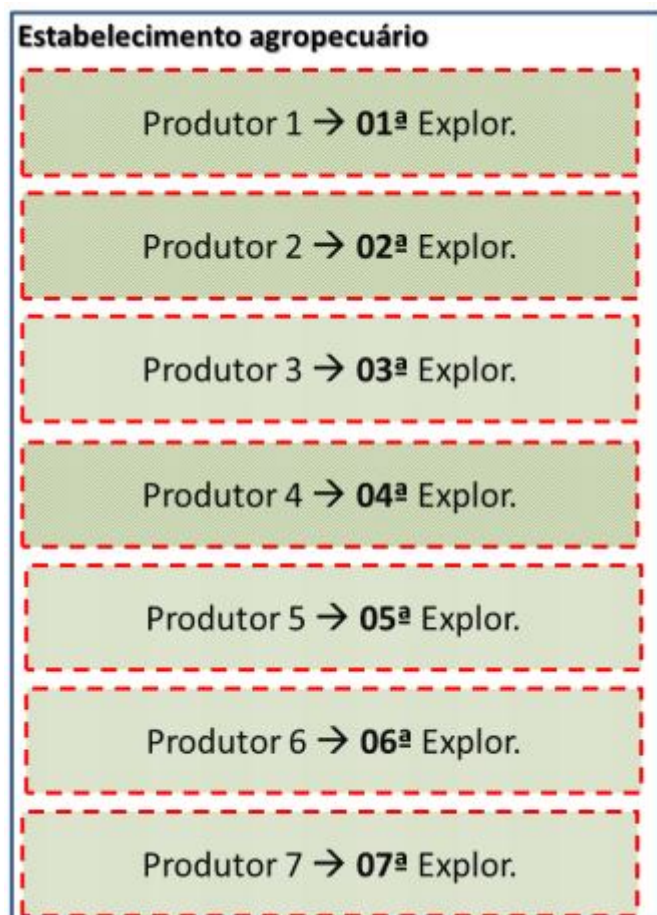 Estabelecimento agropecuário
Produtor 1 → 01ª Explor.
Produtor 2 → 02ª Explor.
Produtor 3 → 03ª Explor.
Produtor 4 → 04ª Explor.
Produtor 5 → 05ª Explor.
Produtor 6 → 06ª Explor.
Produtor 7 → 07ª Explor.